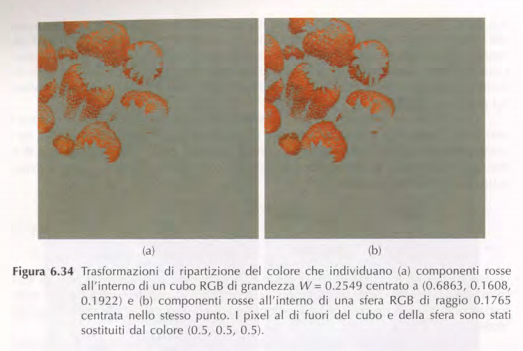 (a)
(b)
Figura 6.34 Trasformazioni di ripartizione del colore che individuano (a) componenti rosse
all'interno di un cubo RGB di grandezza W = 0.2549 centrato a (0.6863, 0.1608,
0.1922) e (b) componenti rosse all'interno di una sfera RGB di raggio 0.1765
centrata nello stesso punto. I pixel al di fuori del cubo e della sfera sono stati
sostituiti dal colore (0.5, 0.5, 0.5).